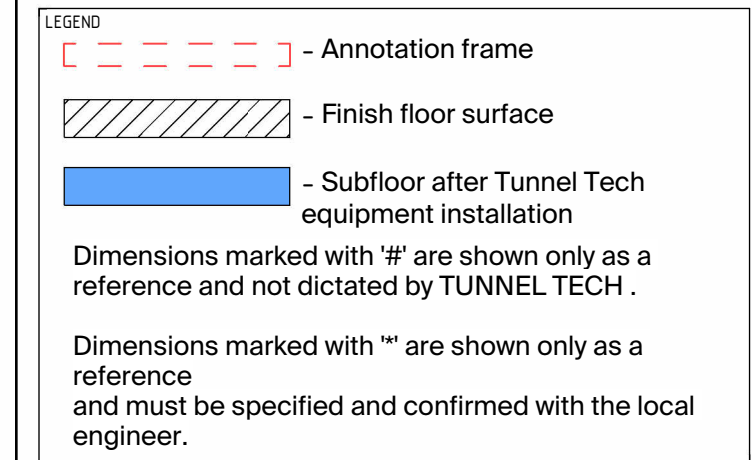 LEGEND
- Annotation frame
- Finish floor surface
- Subfloor after Tunnel Tech
equipment installation
Dimensions marked with '#' are shown only as a
reference and not dictated by TUNNEL TECH .
Dimensions marked with '*' are shown only as a
reference
and must be specified and confirmed with the local
engineer.